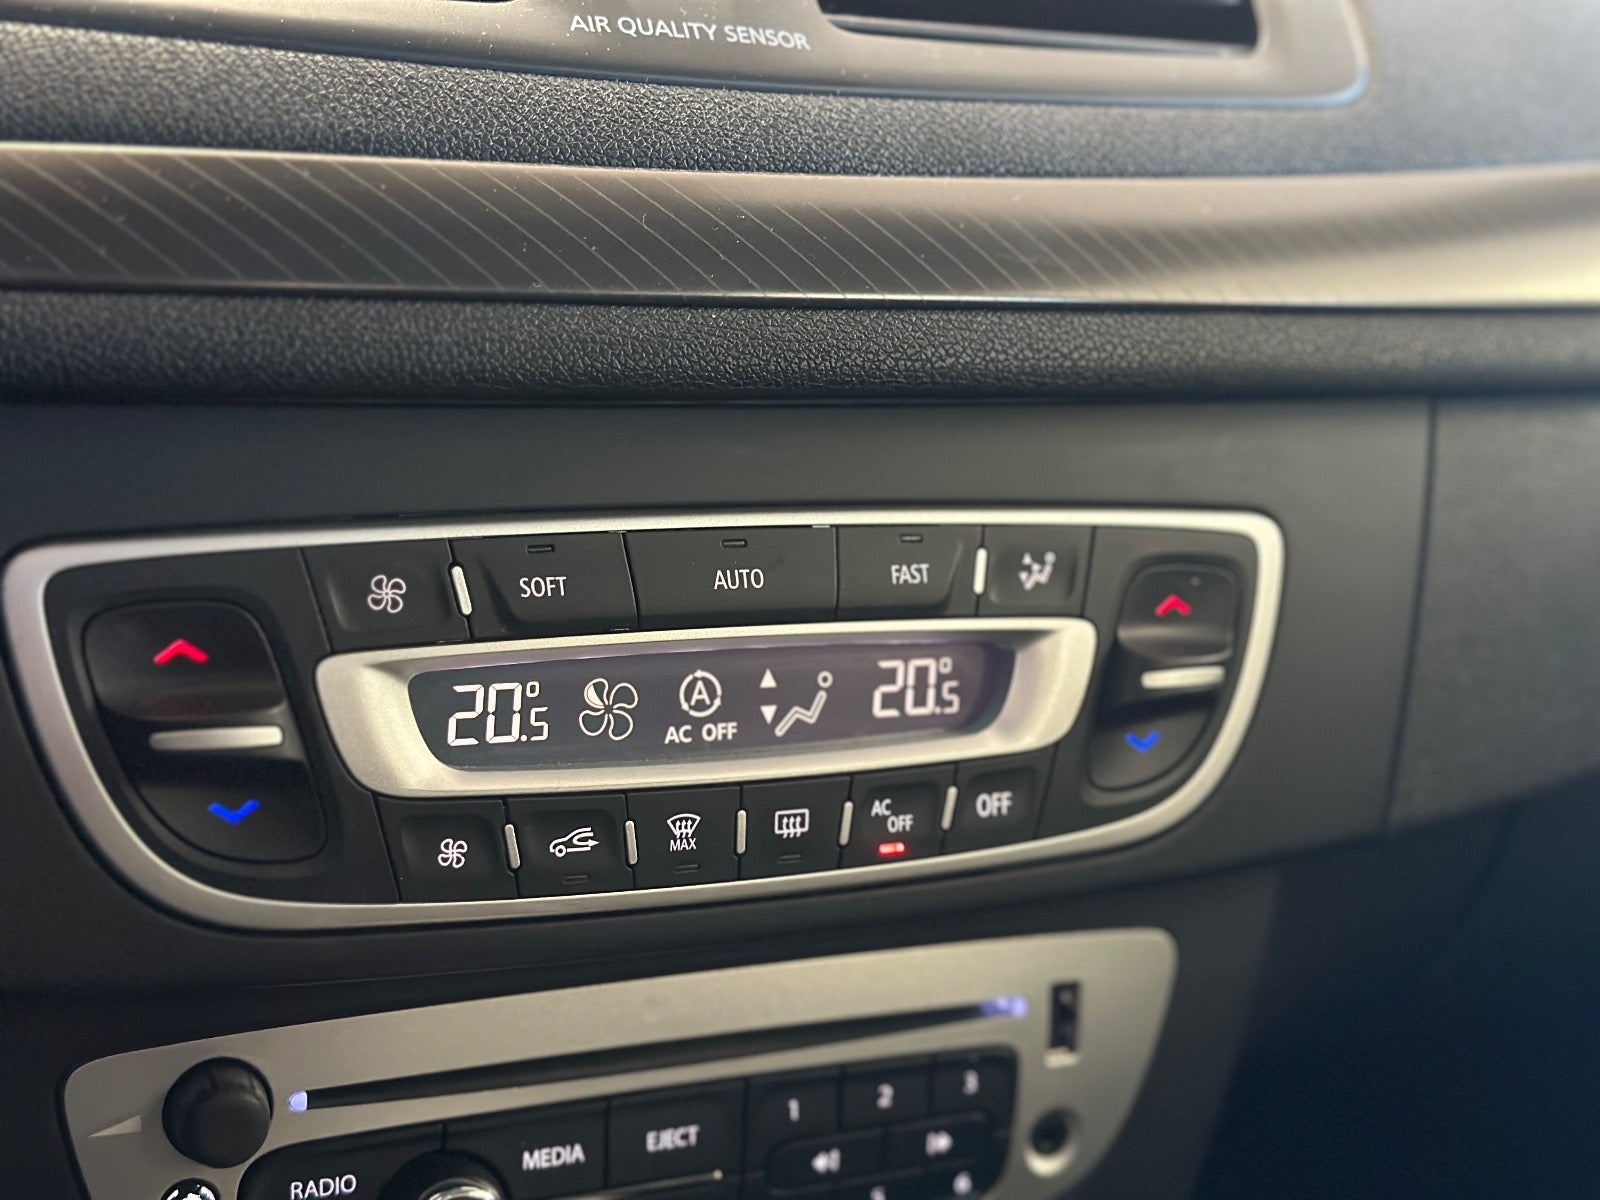 AIR QUALITY SENSOR
SOFT AUTO FAST
20.5° A 20.5°
AC OFF
MAX
AC
OFF
OFF
1 2 3
MEDIA EJECT
RADIO
6